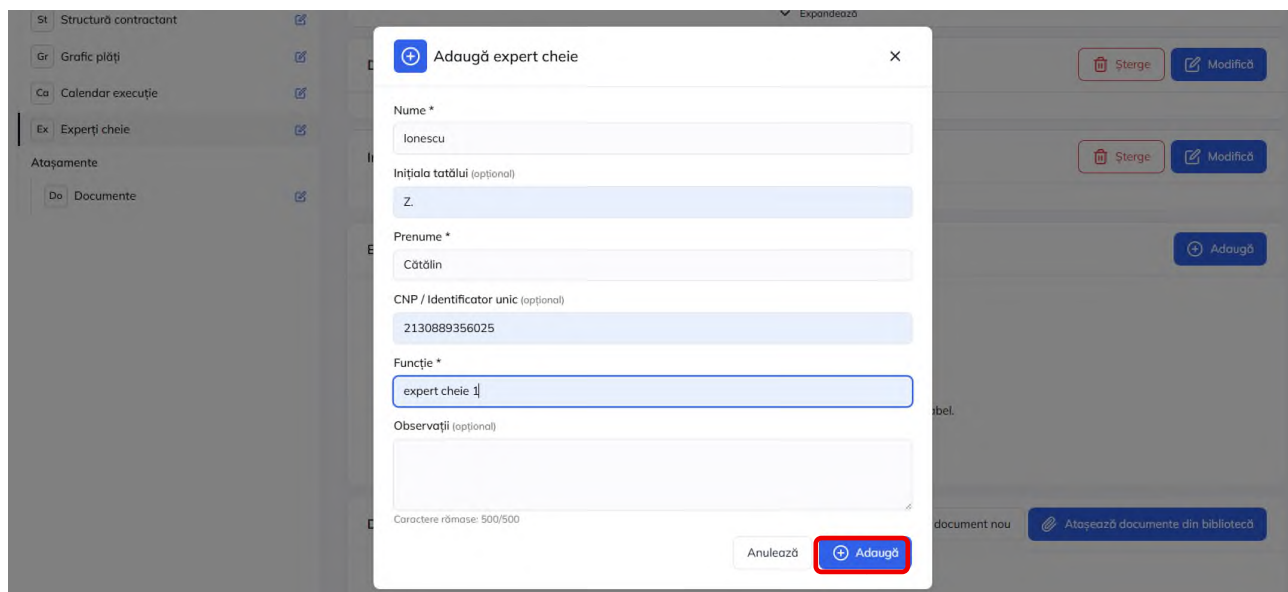 St Structură contractant
Expandează
Gr Grafic plăți
Adaugă expert cheie
Șterge
Modifică
Ca Calendar execuție
Nume *
Ionescu
Ex Experți cheie
Atașamente
Inițiala tatălui (opțional)
Șterge
Modifică
Z.
Do Documente
Prenume *
Cătălin
Adaugă
CNP / Identificator unic (opțional)
2130889356025
Funcție *
expert cheie 1
Observații (opțional)
Caractere rămase: 500/500
document nou
Atașează documente din bibliotecă
Anulează
Adaugă